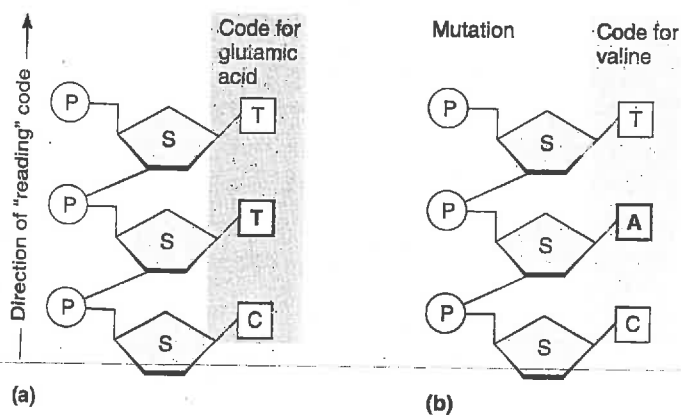 Direction of "reading" code
Code for
glutamic
acid
P
S
T
P
S
T
P
S
C
(a)
Mutation
Code for
valine
P
S
T
P
S
A
P
S
C
(b)